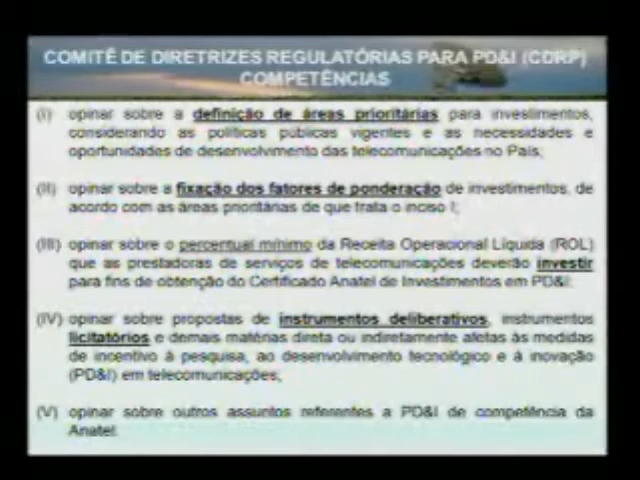 COMITÊ DE DIRETRIZES REGULATÓRIAS PARA PD&I (CDRP)
COMPETÊNCIAS
(I) opinar sobre a definição de áreas prioritárias para investimentos,
considerando as políticas públicas vigentes e as necessidades e
oportunidades de desenvolvimento das telecomunicações no País;
(II) opinar sobre a fixação dos fatores de ponderação de investimentos, de
acordo com as áreas prioritárias de que trata o inciso I;
(III) opinar sobre o percentual mínimo da Receita Operacional Líquida (ROL)
que as prestadoras de serviços de telecomunicações deverão investir
para fins de obtenção do Certificado Anatel de Investimentos em PD&I;
(IV) opinar sobre propostas de instrumentos deliberativos, instrumentos
licitatórios e demais matérias direta ou indiretamente afetas às medidas
de incentivo à pesquisa, ao desenvolvimento tecnológico e à inovação
(PD&I) em telecomunicações;
(V) opinar sobre outros assuntos referentes a PD&I de competência da
Anatel.